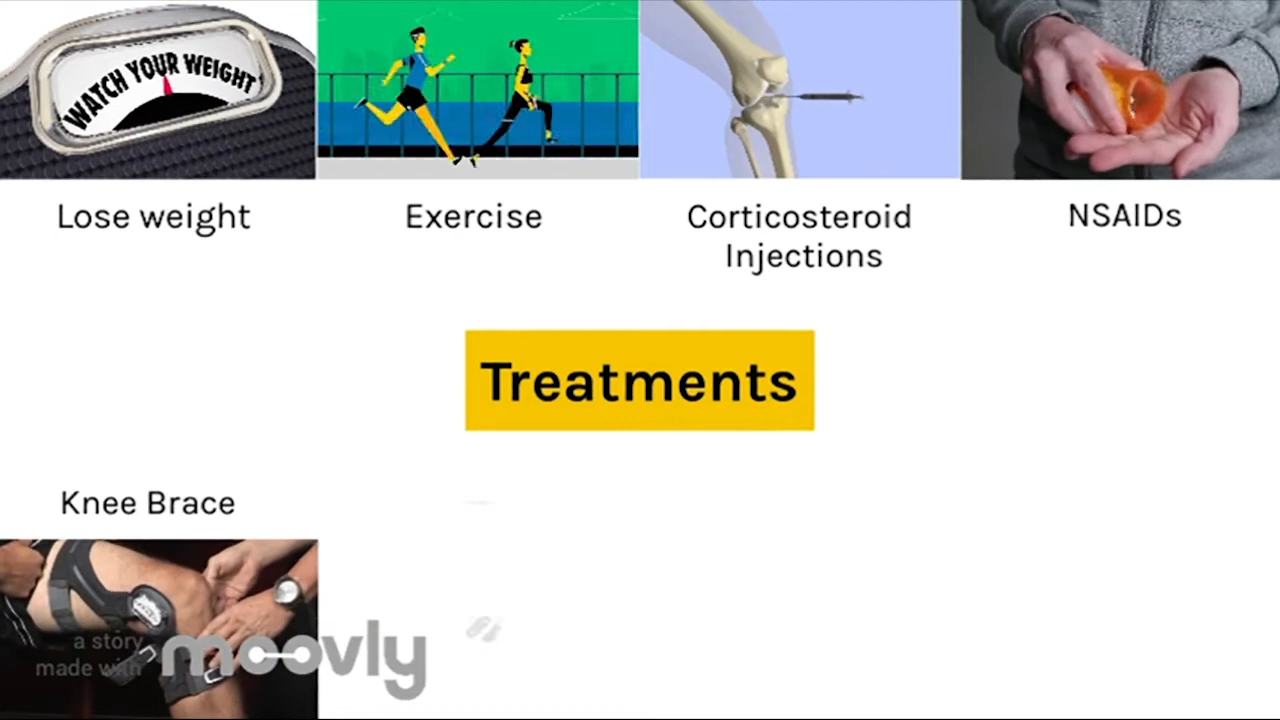 WATCH YOUR WEIGHT
Lose weight
Exercise
Corticosteroid
Injections
NSAIDs
Treatments
Knee Brace
a story
made with
moovly